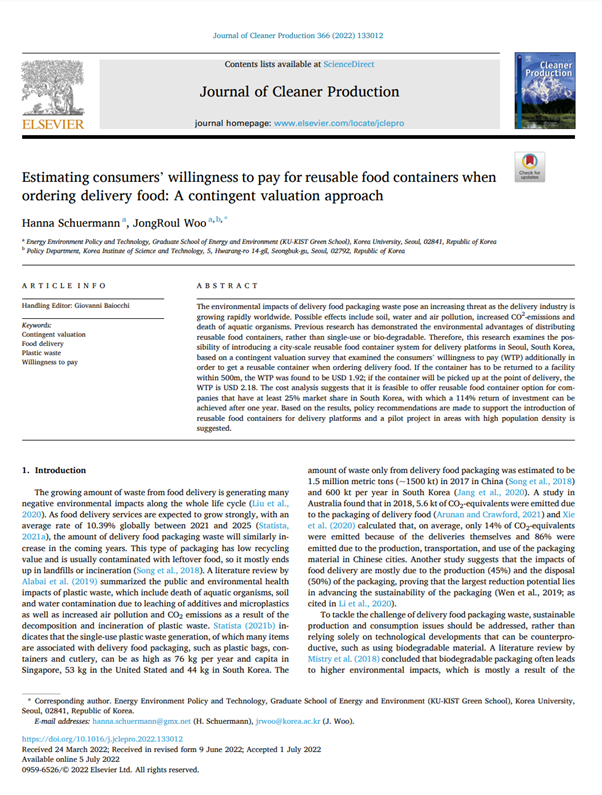 Journal of Cleaner Production 366 (2022) 133012
Contents lists available at ScienceDirect
Journal of Cleaner Production
journal homepage: www.elsevier.com/locate/jclepro
ELSEVIER
Cleaner
Production
Check for
updates
Estimating consumers' willingness to pay for reusable food containers when
ordering delivery food: A contingent valuation approach
Hanna Schuermann a, JongRoul Woo a,b,*
a Energy Environment Policy and Technology, Graduate School of Energy and Environment (KU-KIST Green School), Korea University, Seoul, 02841, Republic of Korea
b Policy Department, Korea Institute of Science and Technology, 5, Hwarang-ro 14-gil, Seongbuk-gu, Seoul, 02792, Republic of Korea
ARTICLE INFO
Handling Editor: Giovanni Baiocchi
Keywords:
Contingent valuation
Food delivery
Plastic waste
Willingness to pay
ABSTRACT
The environmental impacts of delivery food packaging waste pose an increasing threat as the delivery industry is
growing rapidly worldwide. Possible effects include soil, water and air pollution, increased CO2-emissions and
death of aquatic organisms. Previous research has demonstrated the environmental advantages of distributing
reusable food containers, rather than single-use or bio-degradable. Therefore, this research examines the pos-
sibility of introducing a city-scale reusable food container system for delivery platforms in Seoul, South Korea,
based on a contingent valuation survey that examined the consumers' willingness to pay (WTP) additionally in
order to get a reusable container when ordering delivery food. If the container has to be returned to a facility
within 500m, the WTP was found to be USD 1.92; if the container will be picked up at the point of delivery, the
WTP is USD 2.18. The cost analysis suggests that it is feasible to offer reusable food container option for com-
panies that have at least 25% market share in South Korea, with which a 114% return of investment can be
achieved after one year. Based on the results, policy recommendations are made to support the introduction of
reusable food containers for delivery platforms and a pilot project in areas with high population density is
suggested.
1. Introduction
The growing amount of waste from food delivery is generating many
negative environmental impacts along the whole life cycle (Liu et al.,
2020). As food delivery services are expected to grow strongly, with an
average rate of 10.39% globally between 2021 and 2025 (Statista,
2021a), the amount of delivery food packaging waste will similarly in-
crease in the coming years. This type of packaging has low recycling
value and is usually contaminated with leftover food, so it mostly ends
up in landfills or incineration (Song et al., 2018). A literature review by
Alabai et al. (2019) summarized the public and environmental health
impacts of plastic waste, which include death of aquatic organisms, soil
and water contamination due to leaching of additives and microplastics
as well as increased air pollution and CO2 emissions as a result of the
decomposition and incineration of plastic waste. Statista (2021b) in-
dicates that the single-use plastic waste generation, of which many items
are associated with delivery food packaging, such as plastic bags, con-
tainers and cutlery, can be as high as 76 kg per year and capita in
Singapore, 53 kg in the United Stated and 44 kg in South Korea. The
amount of waste only from delivery food packaging was estimated to be
1.5 million metric tons (~1500 kt) in 2017 in China (Song et al., 2018)
and 600 kt per year in South Korea (Jang et al., 2020). A study in
Australia found that in 2018, 5.6 kt of CO2-equivalents were emitted due
to the packaging of delivery food (Arunan and Crawford, 2021) and Xie
et al. (2020) calculated that, on average, only 14% of CO2-equivalents
were emitted because of the deliveries themselves and 86% were
emitted due to the production, transportation, and use of the packaging
material in Chinese cities. Another study suggests that the impacts of
food delivery are mostly due to the production (45%) and the disposal
(50%) of the packaging, proving that the largest reduction potential lies
in advancing the sustainability of the packaging (Wen et al., 2019; as
cited in Li et al., 2020).
To tackle the challenge of delivery food packaging waste, sustainable
production and consumption issues should be addressed, rather than
relying solely on technological developments that can be counterpro-
ductive, such as using biodegradable material. A literature review by
Mistry et al. (2018) concluded that biodegradable packaging often leads
to higher environmental impacts, which is mostly a result of the
* Corresponding author. Energy Environment Policy and Technology, Graduate School of Energy and Environment (KU-KIST Green School), Korea University,
Seoul, 02841, Republic of Korea.
E-mail addresses: hanna.schuermann@gmx.net (H. Schuermann), jrwoo@korea.ac.kr (J. Woo).
https://doi.org/10.1016/j.jclepro.2022.133012
Received 24 March 2022; Received in revised form 9 June 2022; Accepted 1 July 2022
Available online 5 July 2022
0959-6526/© 2022 Elsevier Ltd. All rights reserved.